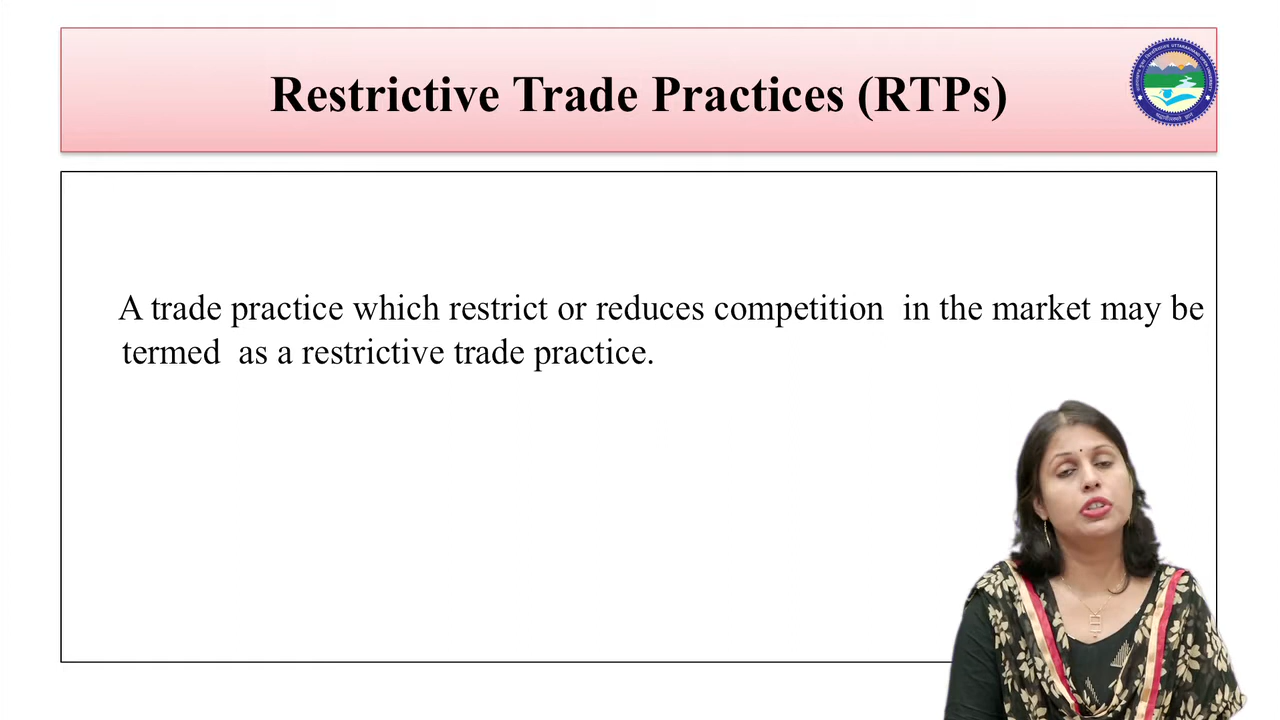 Restrictive Trade Practices (RTPs)
A trade practice which restrict or reduces competition in the market may be
termed as a restrictive trade practice.